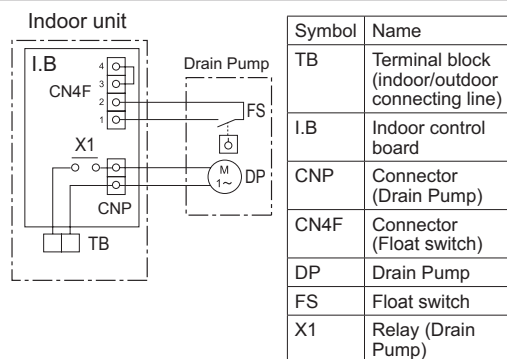 Indoor unit
I.B
CN4F
4
3
2
1
X1
CNP
TB
Drain Pump
FS
M
1~
DP
Symbol Name
TB Terminal block
(indoor/outdoor
connecting line)
I.B Indoor control
board
CNP Connector
(Drain Pump)
CN4F Connector
(Float switch)
DP Drain Pump
FS Float switch
X1 Relay (Drain
Pump)